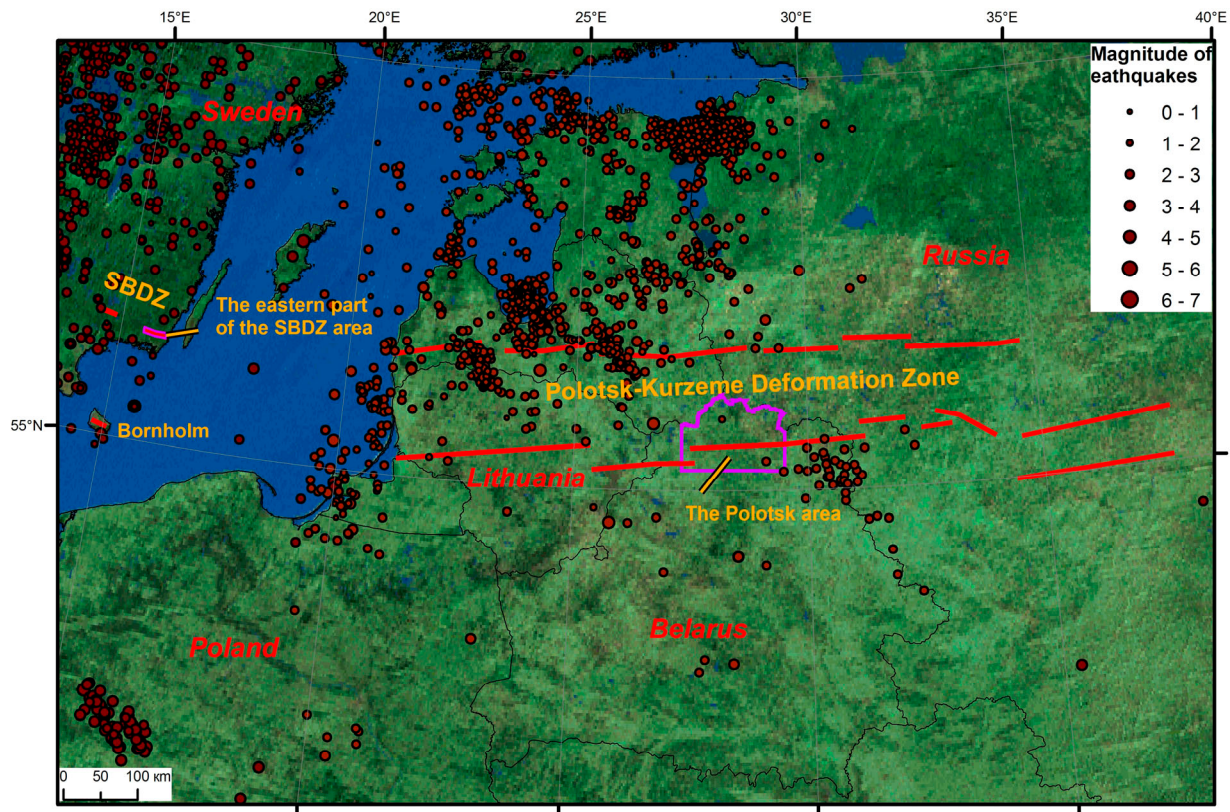 15°E 20°E 25°E 30°E 35°E 40°E
Magnitude of
eathquakes
0 - 1
1 - 2
2 - 3
3 - 4
4 - 5
5 - 6
6 - 7
Sweden
Russia
SBDZ
The eastern part
of the SBDZ area
Polotsk-Kurzeme Deformation Zone
55°N
Bornholm
Lithuania
The Polotsk area
Poland
Belarus
0 50 100 км